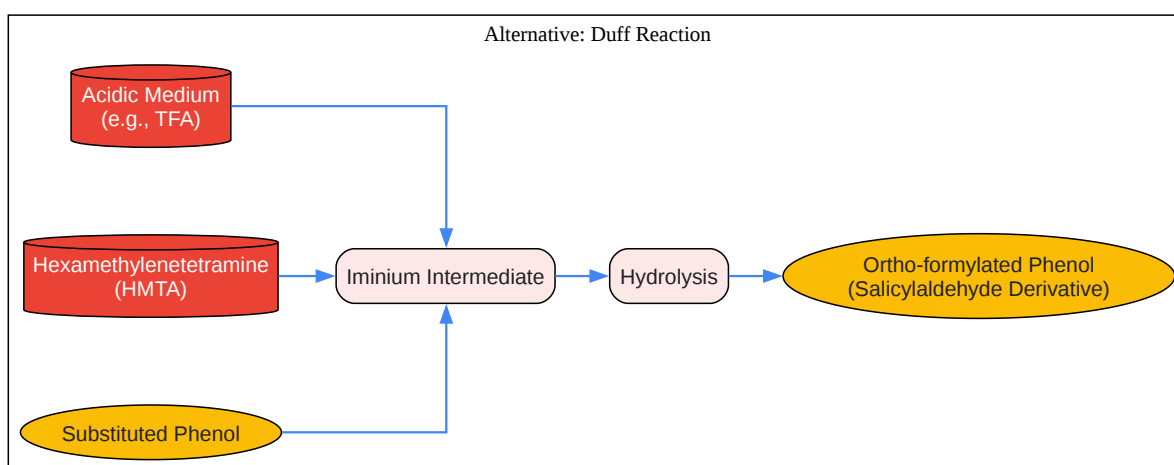 Alternative: Duff Reaction
Acidic Medium
(e.g., TFA)
Hexamethylenetetramine
(HMTA)
Iminium Intermediate
Hydrolysis
Ortho-formylated Phenol
(Salicylaldehyde Derivative)
Substituted Phenol